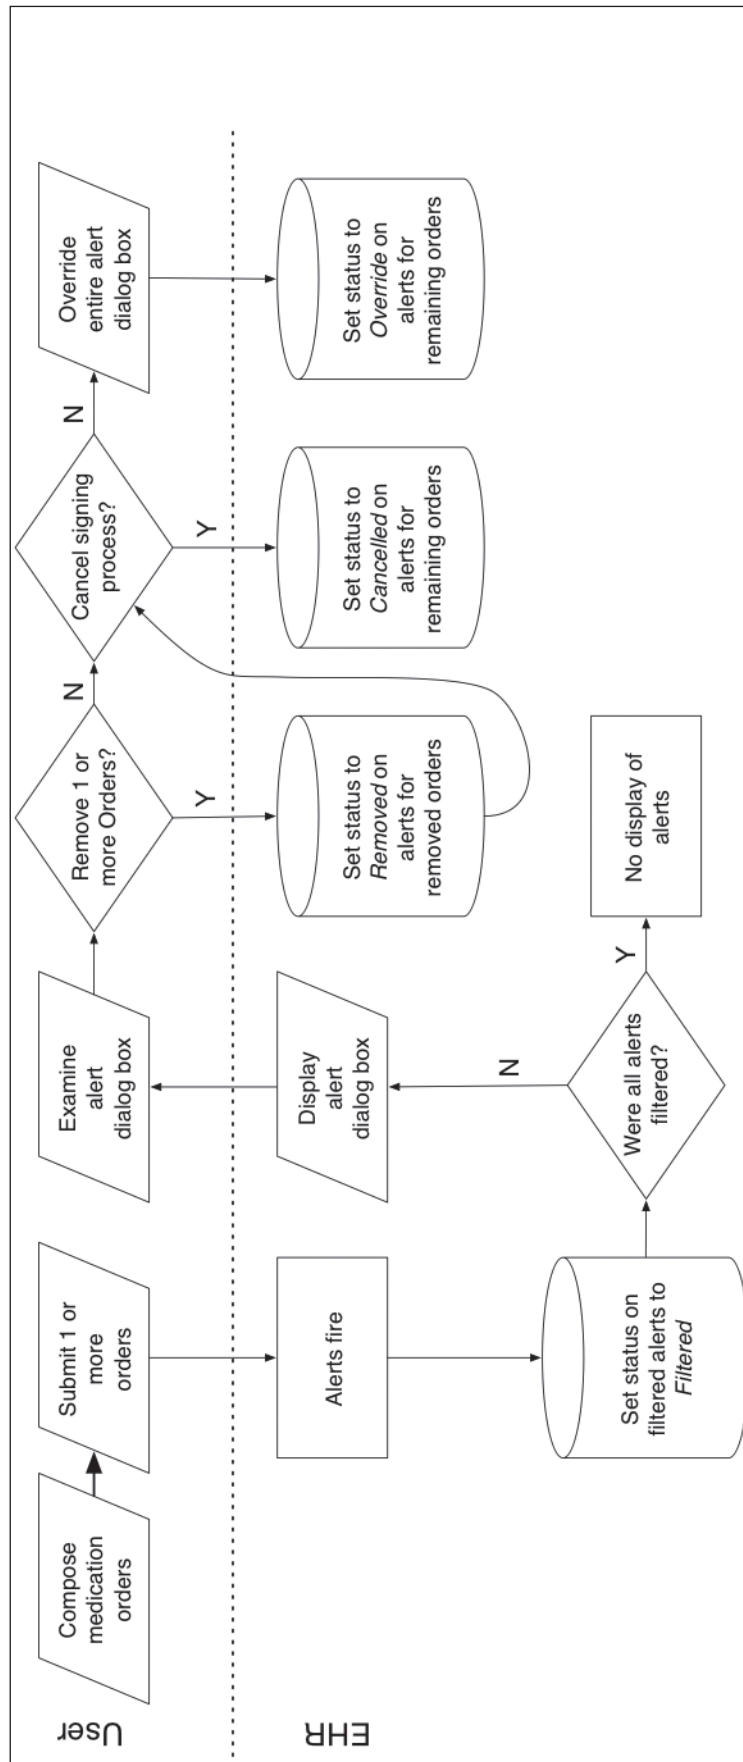 User
Compose
medication
orders
Submit 1 or
more
orders
Examine
alert
dialog box
Remove 1 or
more Orders?
N
Y
Cancel signing
process?
N
Y
Override
entire alert
dialog box
EHR
Alerts fire
Display
alert
dialog box
Set status to
Removed on
alerts for
removed orders
Set status to
Cancelled on
alerts for
remaining orders
Set status to
Override on
alerts for
remaining orders
Set status on
filtered alerts to
Filtered
Were all alerts
filtered?
N
Y
No display of
alerts